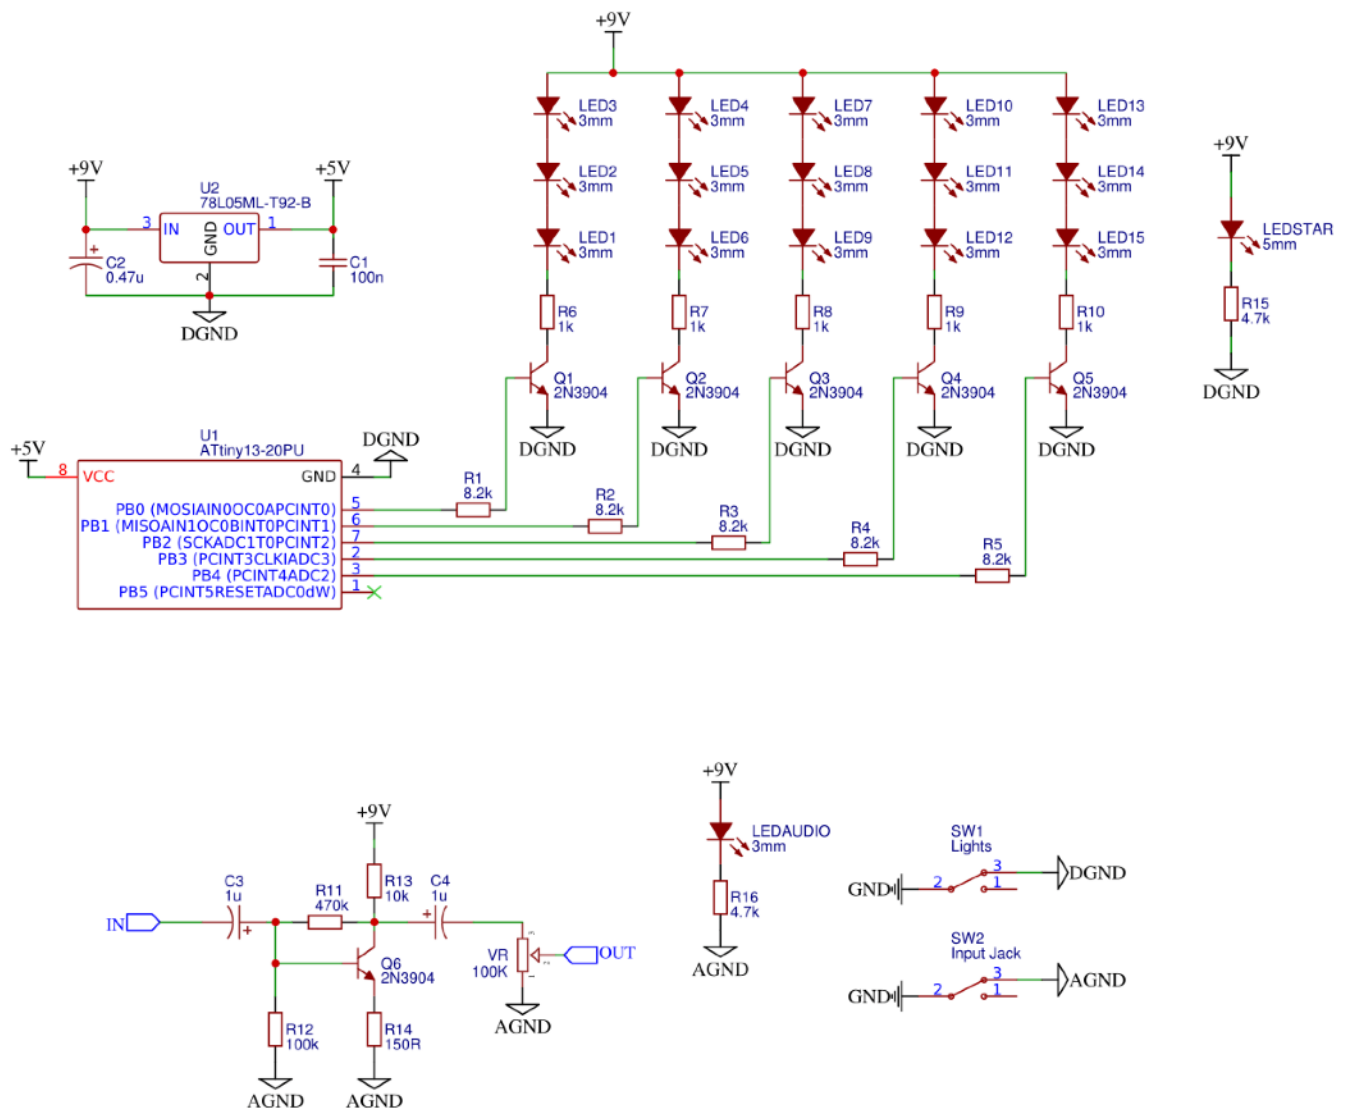 +9V
LED3
3mm
LED4
3mm
LED7
3mm
LED10
3mm
LED13
3mm
LED2
3mm
LED5
3mm
LED8
3mm
LED11
3mm
LED14
3mm
LED1
3mm
LED6
3mm
LED9
3mm
LED12
3mm
LED15
3mm
R6
1k
R7
1k
R8
1k
R9
1k
R10
1k
Q1
2N3904
Q2
2N3904
Q3
2N3904
Q4
2N3904
Q5
2N3904
DGND
DGND
DGND
DGND
DGND
+9V
LEDSTAR
5mm
R15
4.7k
DGND
+9V
+5V
U2
78L05ML-T92-B
3
IN
GND
OUT
1
2
C2
0.47u
C1
100n
DGND
+5V
U1
ATtiny13-20PU
DGND
8
VCC
GND
4
PB0 (MOSIAIN0OC0APCINT0)
5
PB1 (MISOAIN1OC0BINT0PCINT1)
6
PB2 (SCKADC1T0PCINT2)
7
PB3 (PCINT3CLKIADC3)
2
PB4 (PCINT4ADC2)
3
PB5 (PCINT5RESETADC0dW)
1
R1
8.2k
R2
8.2k
R3
8.2k
R4
8.2k
R5
8.2k
+9V
IN
C3
1u
R11
470k
R13
10k
C4
1u
Q6
2N3904
VR
100K
3
2
1
OUT
AGND
R12
100k
R14
150R
AGND
AGND
+9V
LEDAUDIO
3mm
R16
4.7k
AGND
SW1
Lights
GND
2
3
1
DGND
SW2
Input Jack
GND
2
3
1
AGND